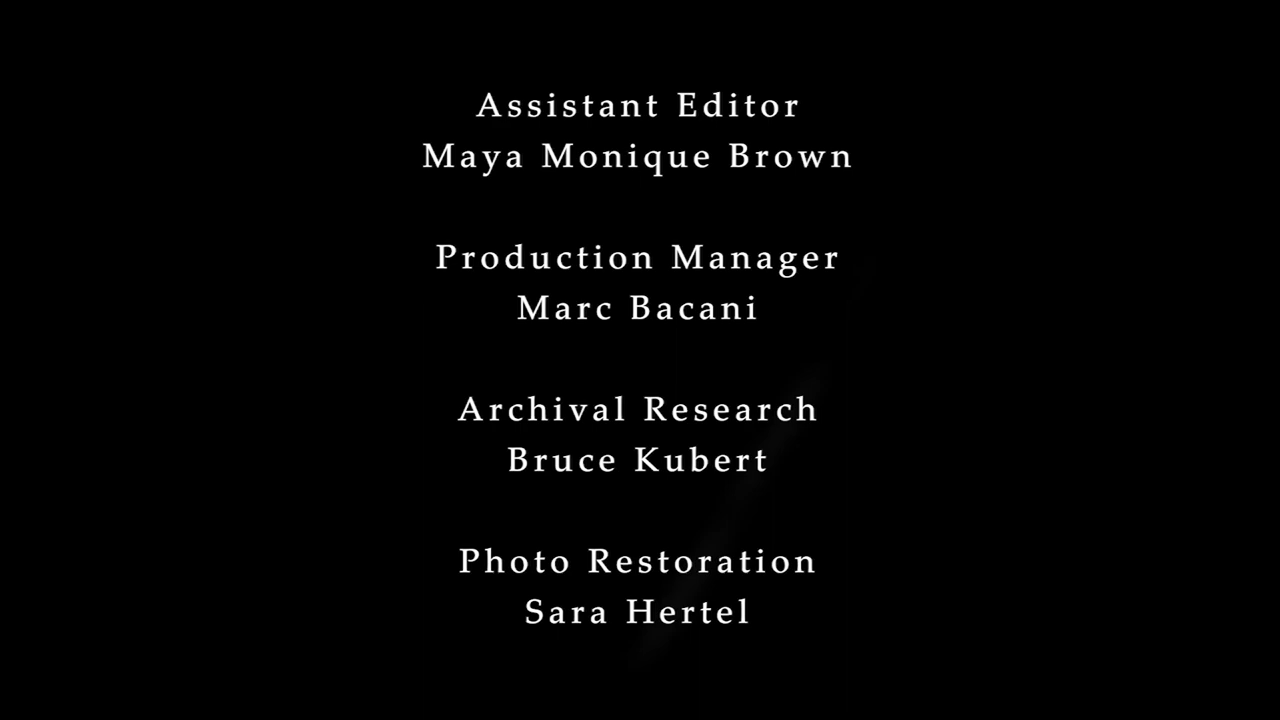 Assistant Editor
Maya Monique Brown
Production Manager
Marc Bacani
Archival Research
Bruce Kubert
Photo Restoration
Sara Hertel